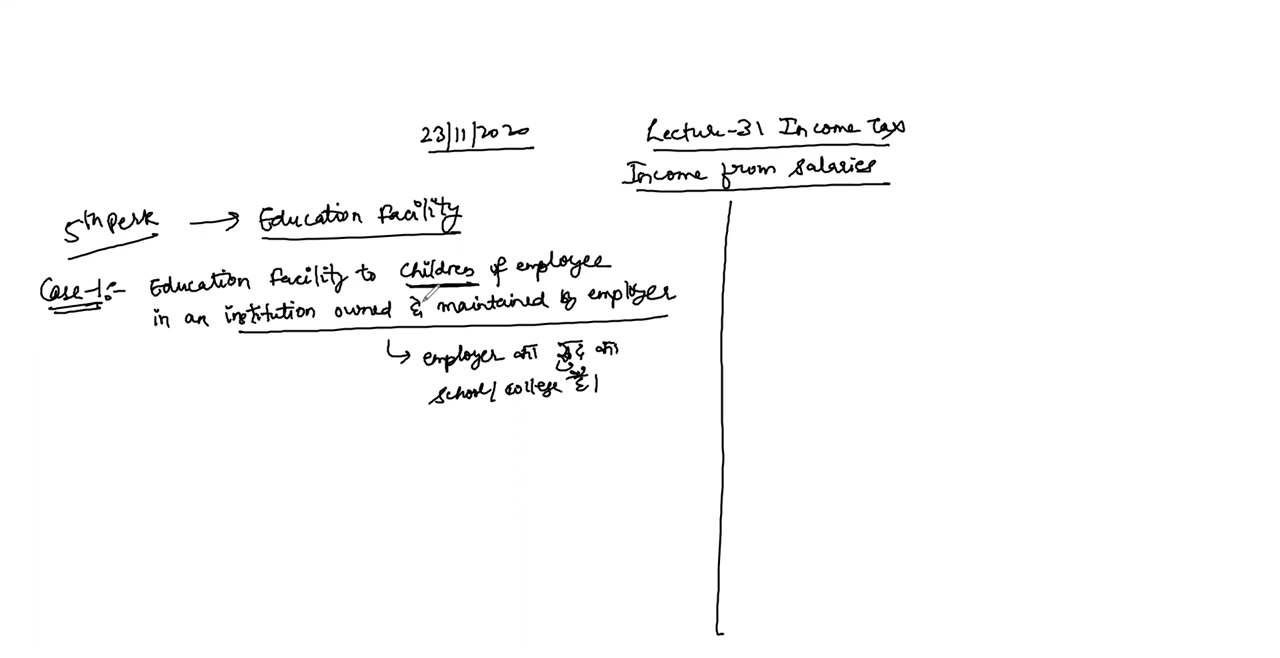 23/11/2020
Lecture-31 Income Tax
Income from Salaries
5th Perk → Education Facility
Case-1:- Education Facility to Children of employee
in an institution owned & maintained by employer
↳ employer का खुद का
School/College है।